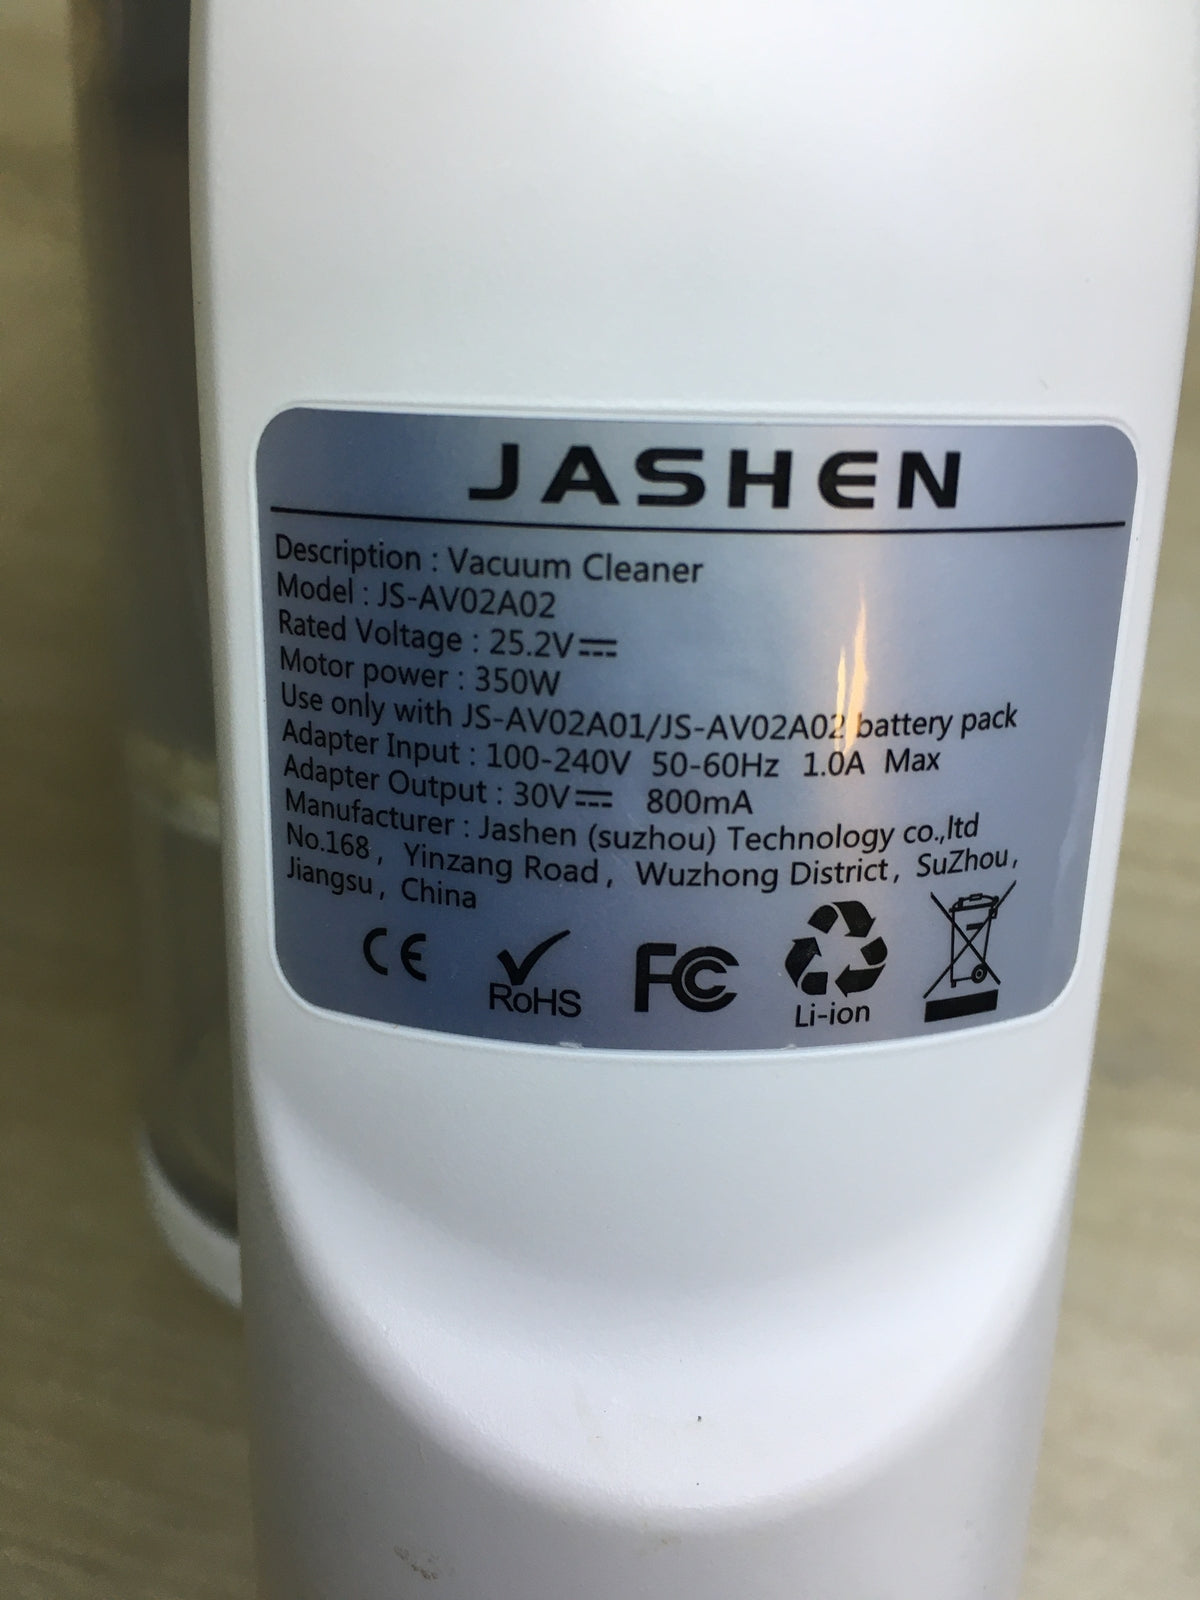 JASHEN
Description : Vacuum Cleaner
Model : JS-AV02A02
Rated Voltage : 25.2V⎓
Motor power : 350W
Use only with JS-AV02A01/JS-AV02A02 battery pack
Adapter Input : 100-240V 50-60Hz 1.0A Max
Adapter Output : 30V⎓ 800mA
Manufacturer : Jashen (suzhou) Technology co.,ltd
No.168, Yinzang Road, Wuzhong District, SuZhou,
Jiangsu, China
CE RoHS FC Li-ion